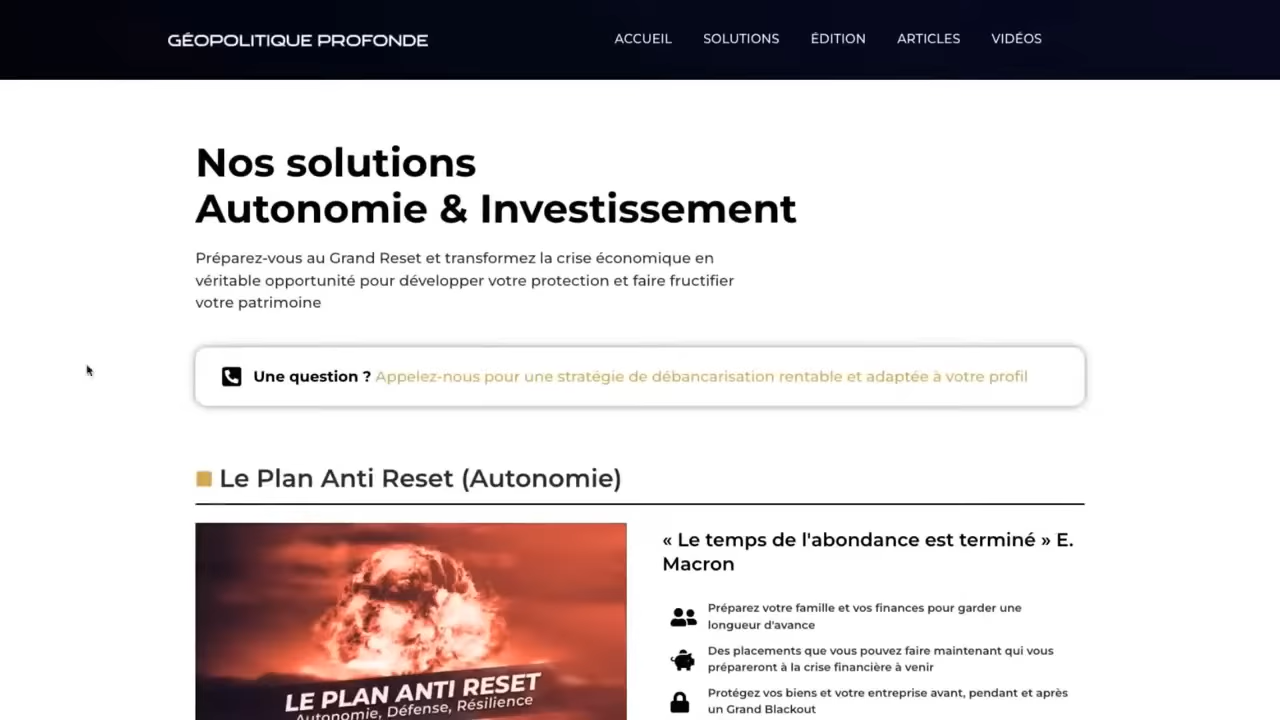 GÉOPOLITIQUE PROFONDE
ACCUEIL SOLUTIONS ÉDITION ARTICLES VIDÉOS
Nos solutions
Autonomie & Investissement
Préparez-vous au Grand Reset et transformez la crise économique en
véritable opportunité pour développer votre protection et faire fructifier
votre patrimoine
Une question ? Appelez-nous pour une stratégie de débancarisation rentable et adaptée à votre profil
Le Plan Anti Reset (Autonomie)
LE PLAN ANTI RESET
Autonomie, Défense, Résilience
« Le temps de l'abondance est terminé » E.
Macron
Préparez votre famille et vos finances pour garder une
longueur d'avance
Des placements que vous pouvez faire maintenant qui vous
prépareront à la crise financière à venir
Protégez vos biens et votre entreprise avant, pendant et après
un Grand Blackout